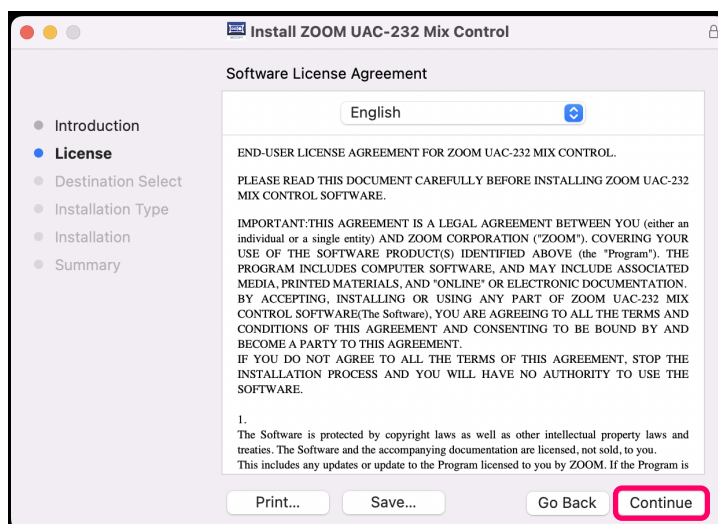 Install ZOOM UAC-232 Mix Control
Software License Agreement
Introduction
License
Destination Select
Installation Type
Installation
Summary
English
END-USER LICENSE AGREEMENT FOR ZOOM UAC-232 MIX CONTROL.
PLEASE READ THIS DOCUMENT CAREFULLY BEFORE INSTALLING ZOOM UAC-232
MIX CONTROL SOFTWARE.
IMPORTANT:THIS AGREEMENT IS A LEGAL AGREEMENT BETWEEN YOU (either an
individual or a single entity) AND ZOOM CORPORATION ("ZOOM"). COVERING YOUR
USE OF THE SOFTWARE PRODUCT(S) IDENTIFIED ABOVE (the "Program"). THE
PROGRAM INCLUDES COMPUTER SOFTWARE, AND MAY INCLUDE ASSOCIATED
MEDIA, PRINTED MATERIALS, AND "ONLINE" OR ELECTRONIC DOCUMENTATION.
BY ACCEPTING, INSTALLING OR USING ANY PART OF ZOOM UAC-232 MIX
CONTROL SOFTWARE(The Software), YOU ARE AGREEING TO ALL THE TERMS AND
CONDITIONS OF THIS AGREEMENT AND CONSENTING TO BE BOUND BY AND
BECOME A PARTY TO THIS AGREEMENT.
IF YOU DO NOT AGREE TO ALL THE TERMS OF THIS AGREEMENT, STOP THE
INSTALLATION PROCESS AND YOU WILL HAVE NO AUTHORITY TO USE THE
SOFTWARE.
1.
The Software is protected by copyright laws as well as other intellectual property laws and
treaties. The Software and the accompanying documentation are licensed, not sold, to you.
This includes any updates or update to the Program licensed to you by ZOOM. If the Program is
Print...
Save...
Go Back
Continue